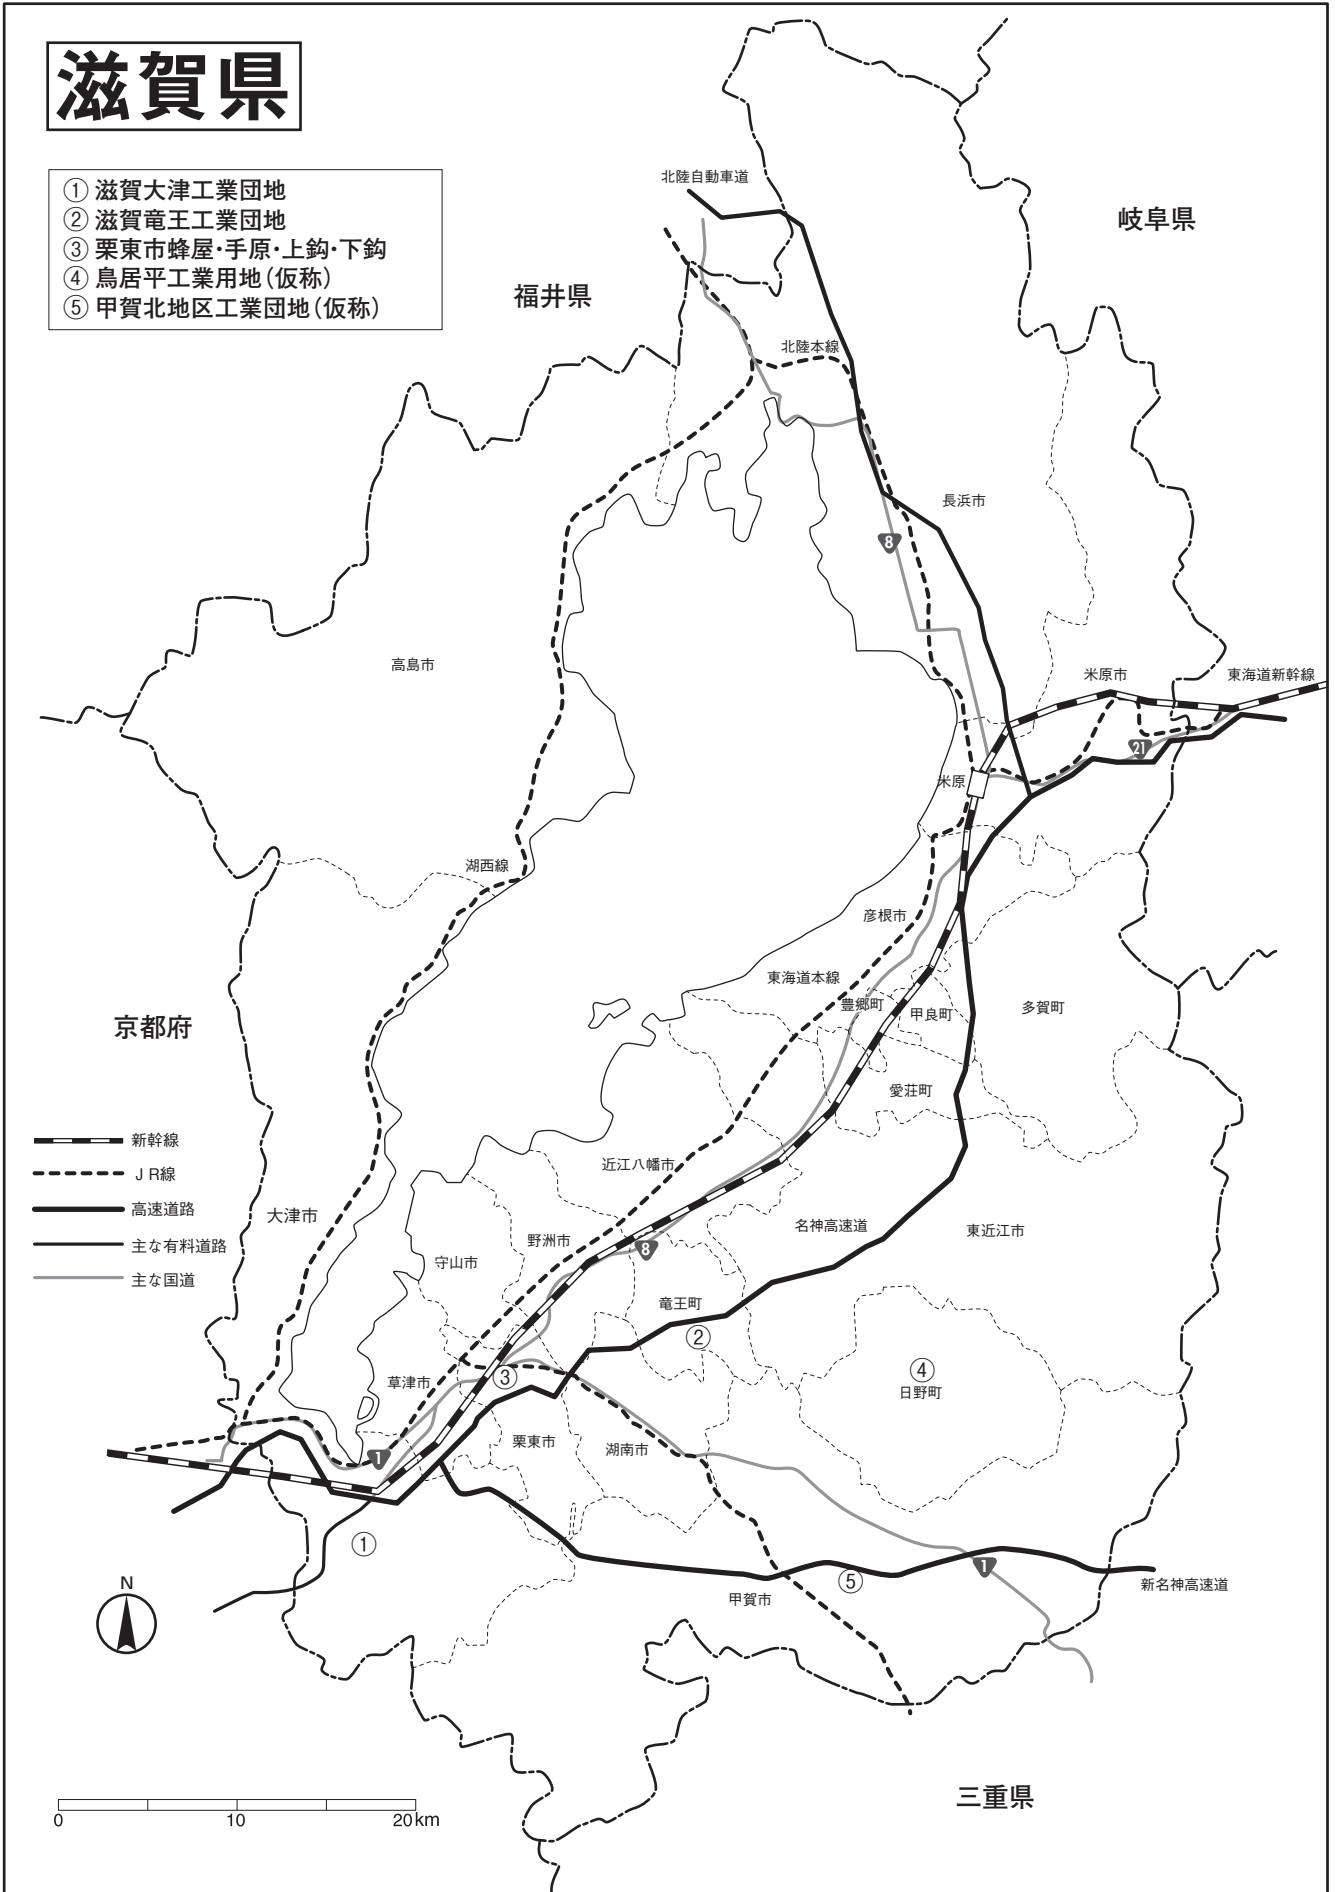 滋賀県
① 滋賀大津工業団地
② 滋賀竜王工業団地
③ 栗東市蜂屋･手原･上鈎･下鈎
④ 鳥居平工業用地（仮称）
⑤ 甲賀北地区工業団地（仮称）
北陸自動車道
岐阜県
福井県
北陸本線
長浜市
8
高島市
米原市
東海道新幹線
21
米原
湖西線
彦根市
東海道本線
豊郷町
甲良町
多賀町
京都府
愛荘町
新幹線
ＪＲ線
高速道路
主な有料道路
主な国道
近江八幡市
大津市
名神高速道
東近江市
野洲市
守山市
8
竜王町
②
③
④
日野町
草津市
栗東市
湖南市
1
①
⑤
1
甲賀市
新名神高速道
N
三重県
0 10 20km